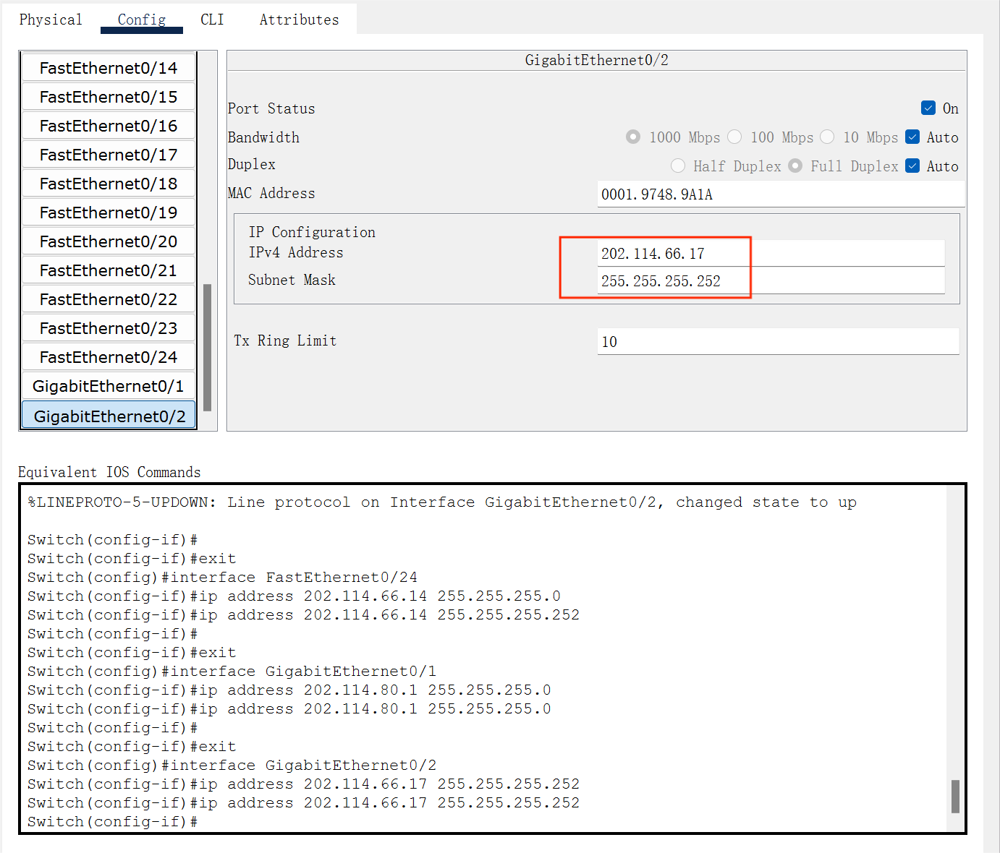 Physical Config CLI Attributes
FastEthernet0/14
FastEthernet0/15
FastEthernet0/16
FastEthernet0/17
FastEthernet0/18
FastEthernet0/19
FastEthernet0/20
FastEthernet0/21
FastEthernet0/22
FastEthernet0/23
FastEthernet0/24
GigabitEthernet0/1
GigabitEthernet0/2
GigabitEthernet0/2
Port Status On
Bandwidth 1000 Mbps 100 Mbps 10 Mbps Auto
Duplex Half Duplex Full Duplex Auto
MAC Address 0001.9748.9A1A
IP Configuration
IPv4 Address 202.114.66.17
Subnet Mask 255.255.255.252
Tx Ring Limit 10
Equivalent IOS Commands
%LINEPROTO-5-UPDOWN: Line protocol on Interface GigabitEthernet0/2, changed state to up
Switch(config-if)#
Switch(config-if)#exit
Switch(config)#interface FastEthernet0/24
Switch(config-if)#ip address 202.114.66.14 255.255.255.0
Switch(config-if)#ip address 202.114.66.14 255.255.255.252
Switch(config-if)#
Switch(config-if)#exit
Switch(config)#interface GigabitEthernet0/1
Switch(config-if)#ip address 202.114.80.1 255.255.255.0
Switch(config-if)#ip address 202.114.80.1 255.255.255.0
Switch(config-if)#
Switch(config-if)#exit
Switch(config)#interface GigabitEthernet0/2
Switch(config-if)#ip address 202.114.66.17 255.255.255.252
Switch(config-if)#ip address 202.114.66.17 255.255.255.252
Switch(config-if)#